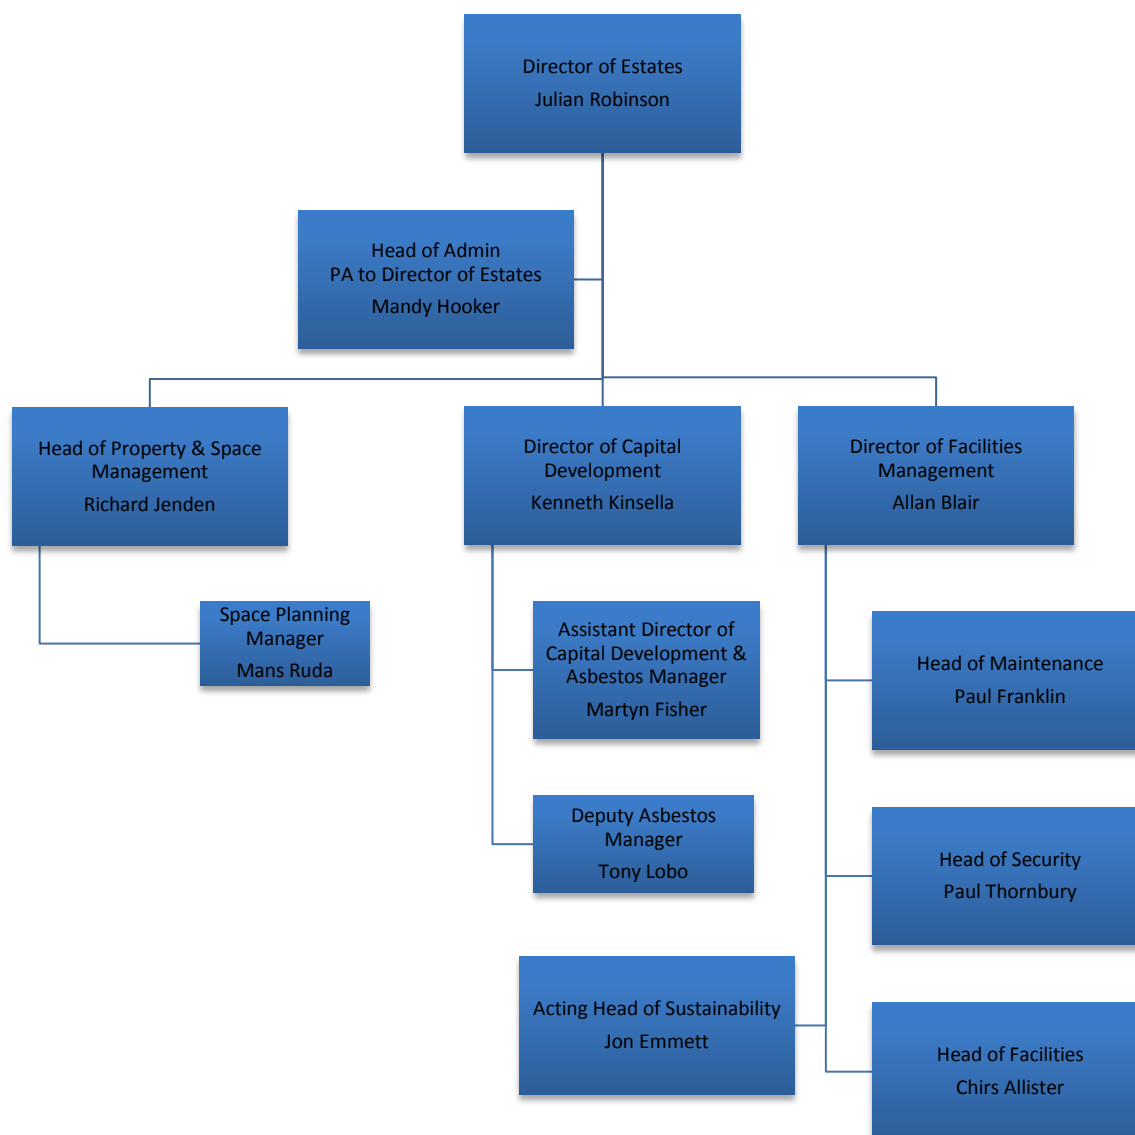 Director of Estates
Julian Robinson
Head of Admin
PA to Director of Estates
Mandy Hooker
Head of Property & Space
Management
Richard Jenden
Director of Capital
Development
Kenneth Kinsella
Director of Facilities
Management
Allan Blair
Space Planning
Manager
Mans Ruda
Assistant Director of
Capital Development &
Asbestos Manager
Martyn Fisher
Head of Maintenance
Paul Franklin
Deputy Asbestos
Manager
Tony Lobo
Head of Security
Paul Thornbury
Acting Head of Sustainability
Jon Emmett
Head of Facilities
Chirs Allister